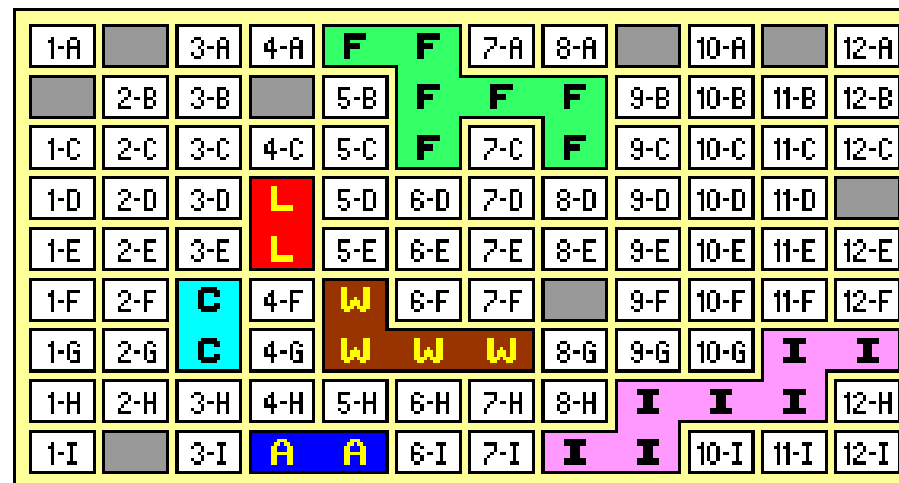 1-A 3-A 4-A F F 7-A 8-A 10-A 12-A
2-B 3-B 5-B F F F 9-B 10-B 11-B 12-B
1-C 2-C 3-C 4-C 5-C F 7-C F 9-C 10-C 11-C 12-C
1-D 2-D 3-D L 5-D 6-D 7-D 8-D 9-D 10-D 11-D
1-E 2-E 3-E L 5-E 6-E 7-E 8-E 9-E 10-E 11-E 12-E
1-F 2-F C 4-F W 6-F 7-F 9-F 10-F 11-F 12-F
1-G 2-G C 4-G W W W 8-G 9-G 10-G I I
1-H 2-H 3-H 4-H 5-H 6-H 7-H 8-H I I I 12-H
1-I 3-I A A 6-I 7-I I I 10-I 11-I 12-I